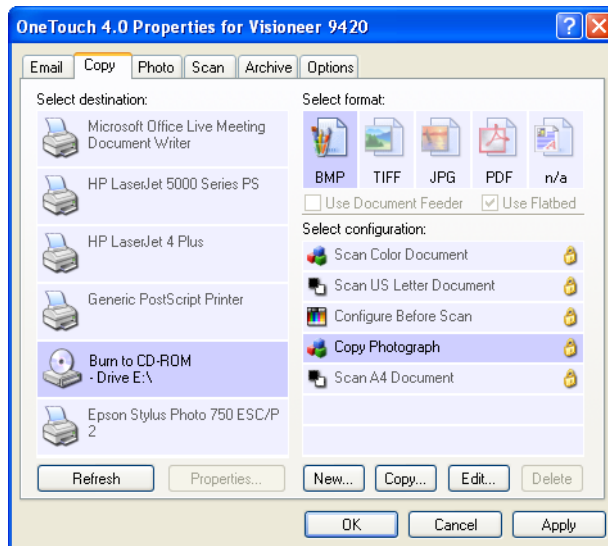 OneTouch 4.0 Properties for Visioneer 9420
Email Copy Photo Scan Archive Options
Select destination:
Microsoft Office Live Meeting
Document Writer
HP LaserJet 5000 Series PS
HP LaserJet 4 Plus
Generic PostScript Printer
Burn to CD-ROM
- Drive E:\
Epson Stylus Photo 750 ESC/P
2
Refresh Properties...
Select format:
BMP TIFF JPG PDF n/a
Use Document Feeder Use Flatbed
Select configuration:
Scan Color Document
Scan US Letter Document
Configure Before Scan
Copy Photograph
Scan A4 Document
New... Copy... Edit... Delete
OK Cancel Apply